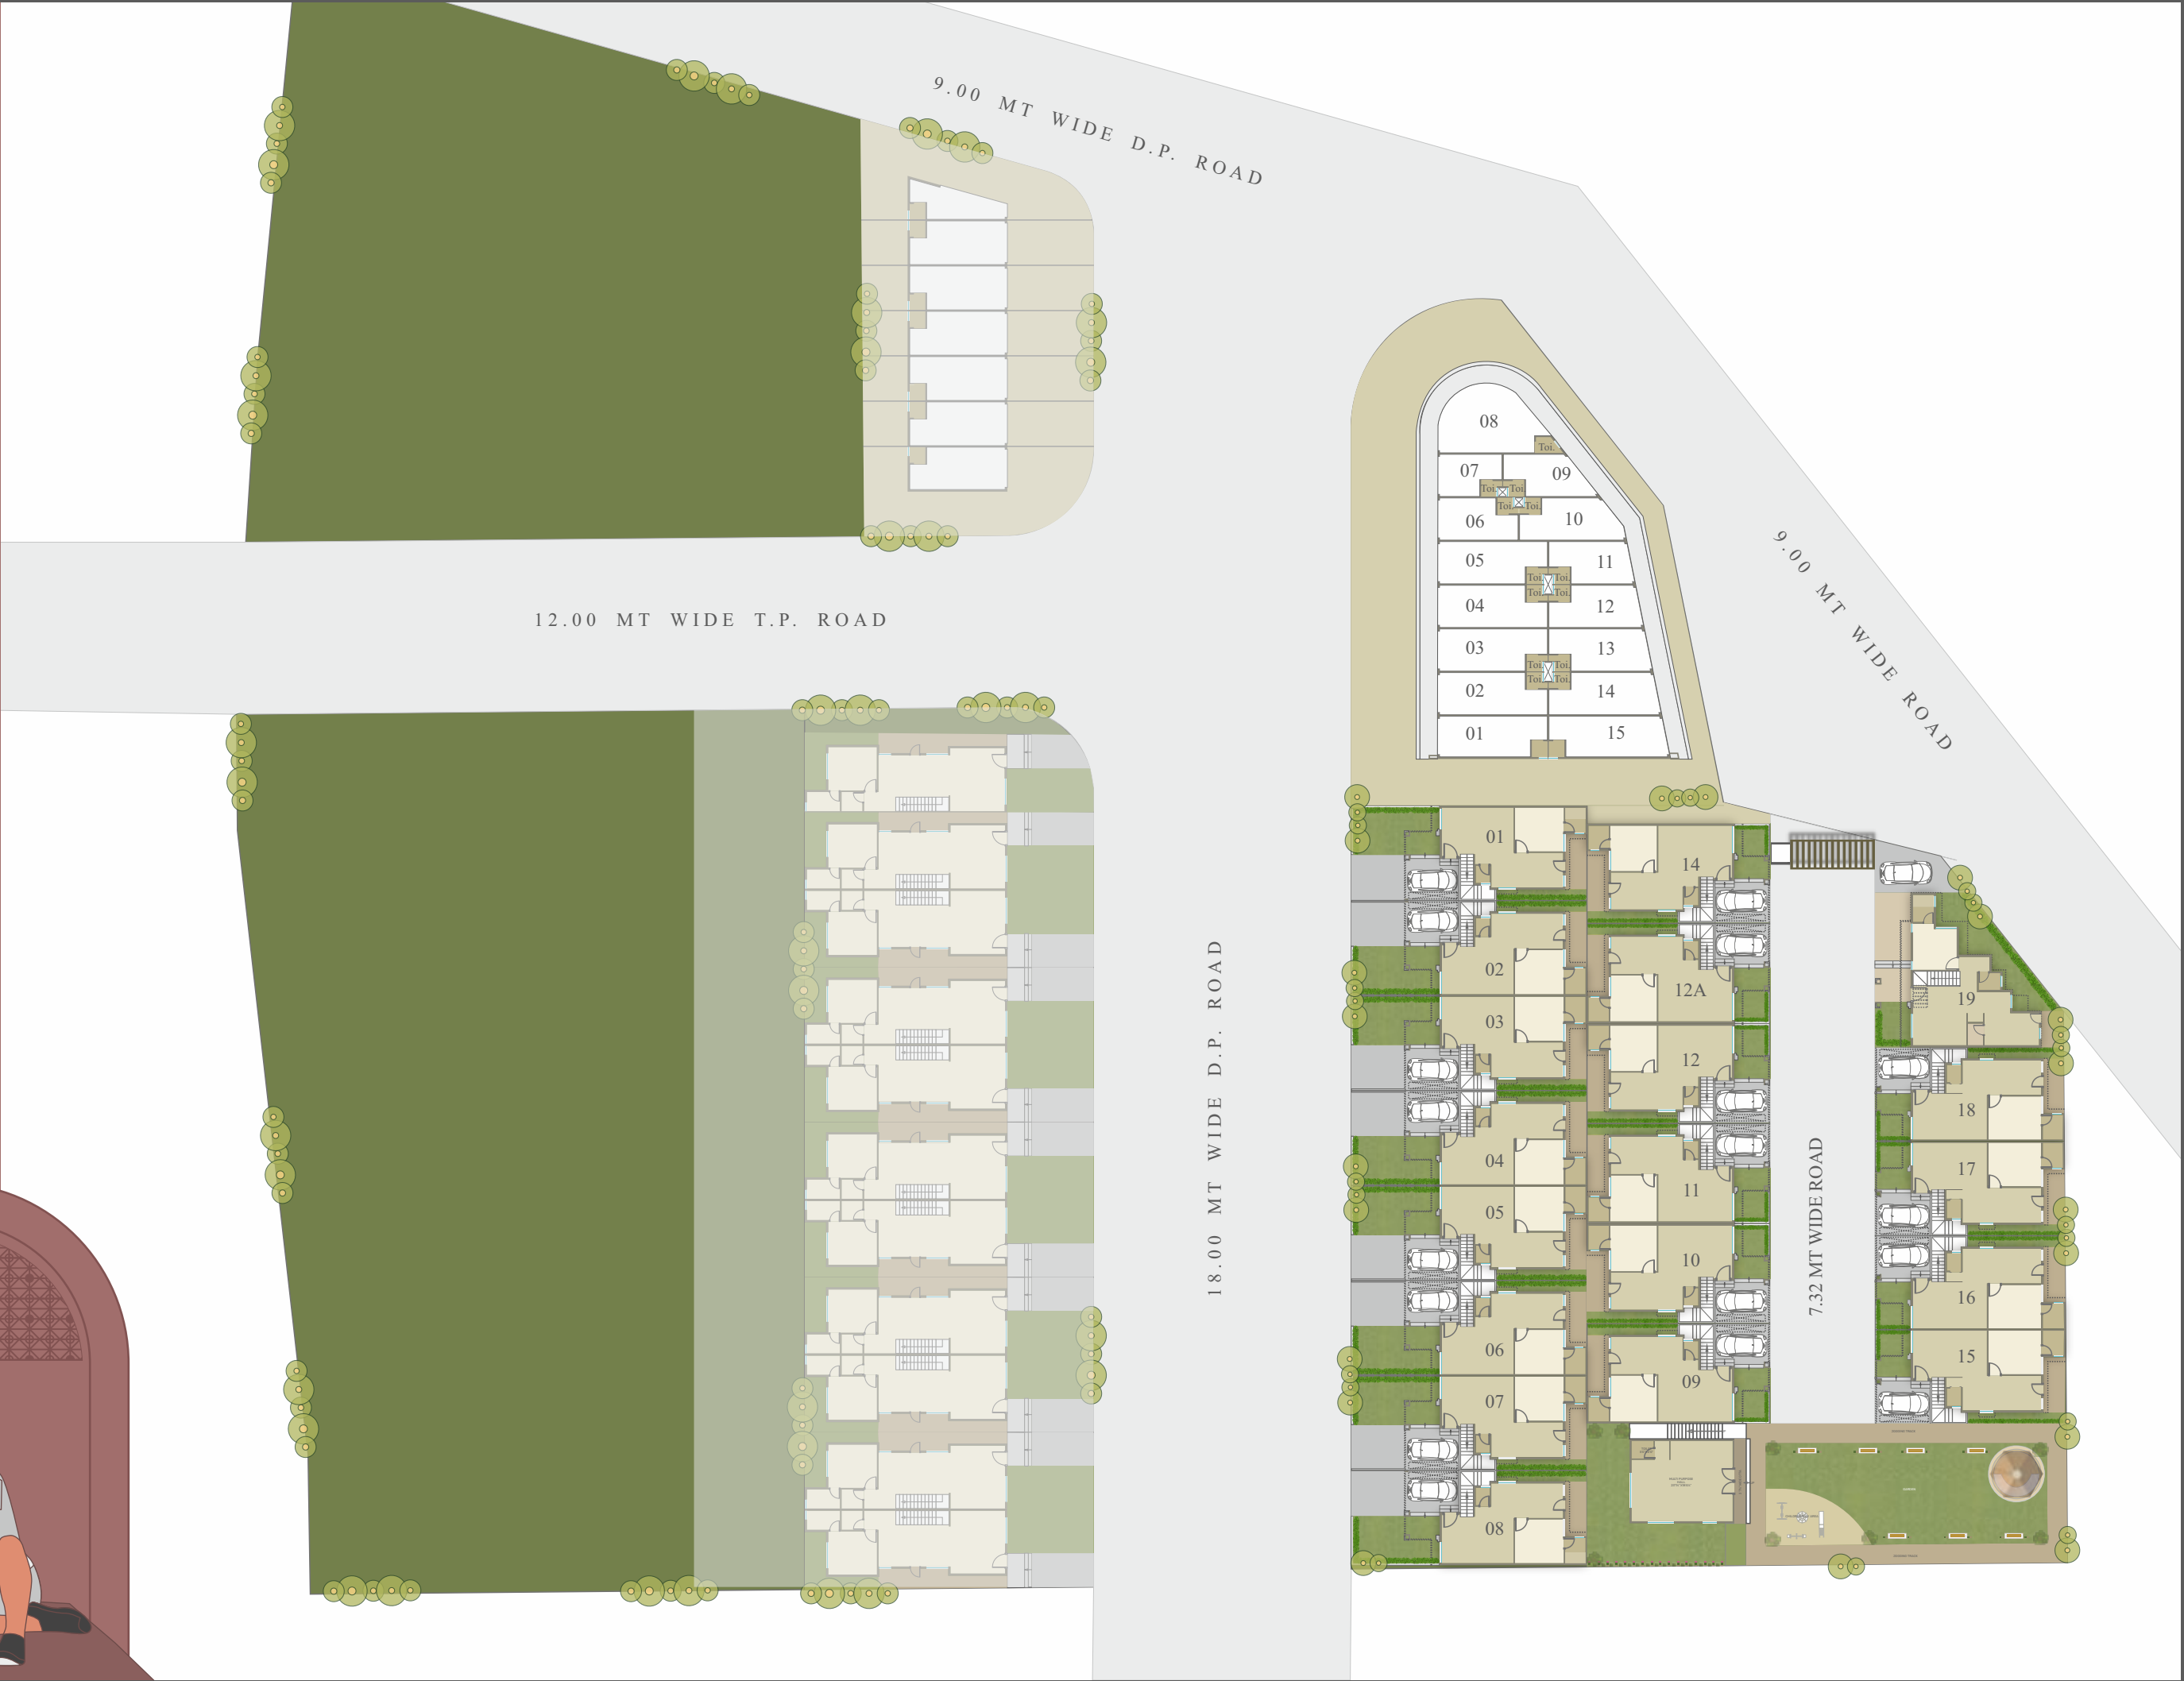 9.00 MT WIDE D.P. ROAD
08
Toi.
07
09
Toi. Toi.
Toi. Toi.
06
10
05
11
Toi. Toi.
Toi. Toi.
04
12
03
13
Toi. Toi.
Toi. Toi.
02
14
01
15
9.00 MT WIDE ROAD
12.00 MT WIDE T.P. ROAD
18.00 MT WIDE D.P. ROAD
01
02
03
04
05
06
07
08
14
12A
12
11
10
09
7.32 MT WIDE ROAD
19
18
17
16
15